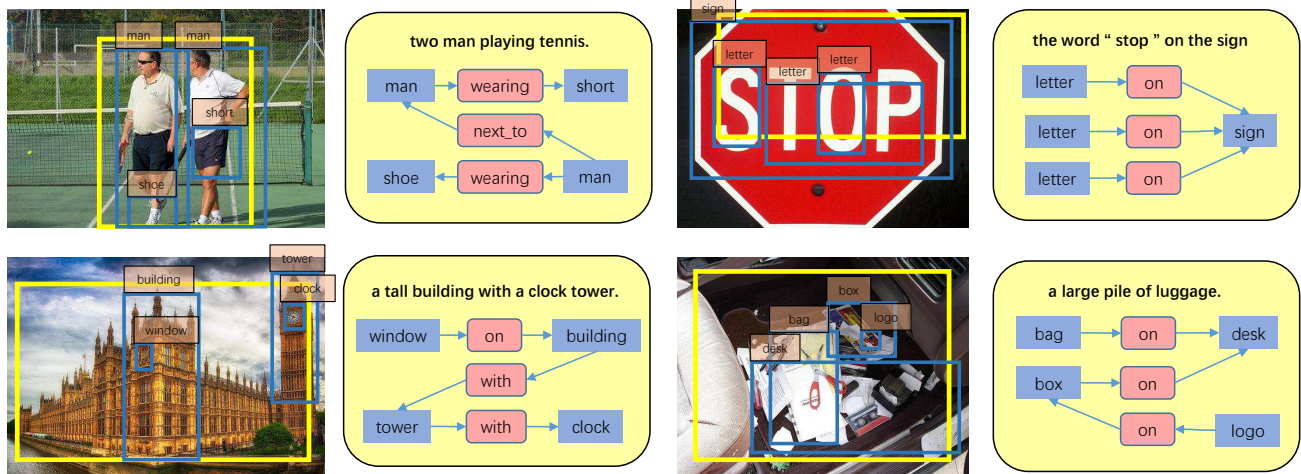 man man
short
shoe
two man playing tennis.
man wearing short
next_to
shoe wearing man
sign
letter letter letter
STOP
the word “ stop ” on the sign
letter on
letter on sign
letter on
building
window
tower
clock
a tall building with a clock tower.
window on building
with
tower with clock
box
bag logo
desk
a large pile of luggage.
bag on desk
box on
on logo